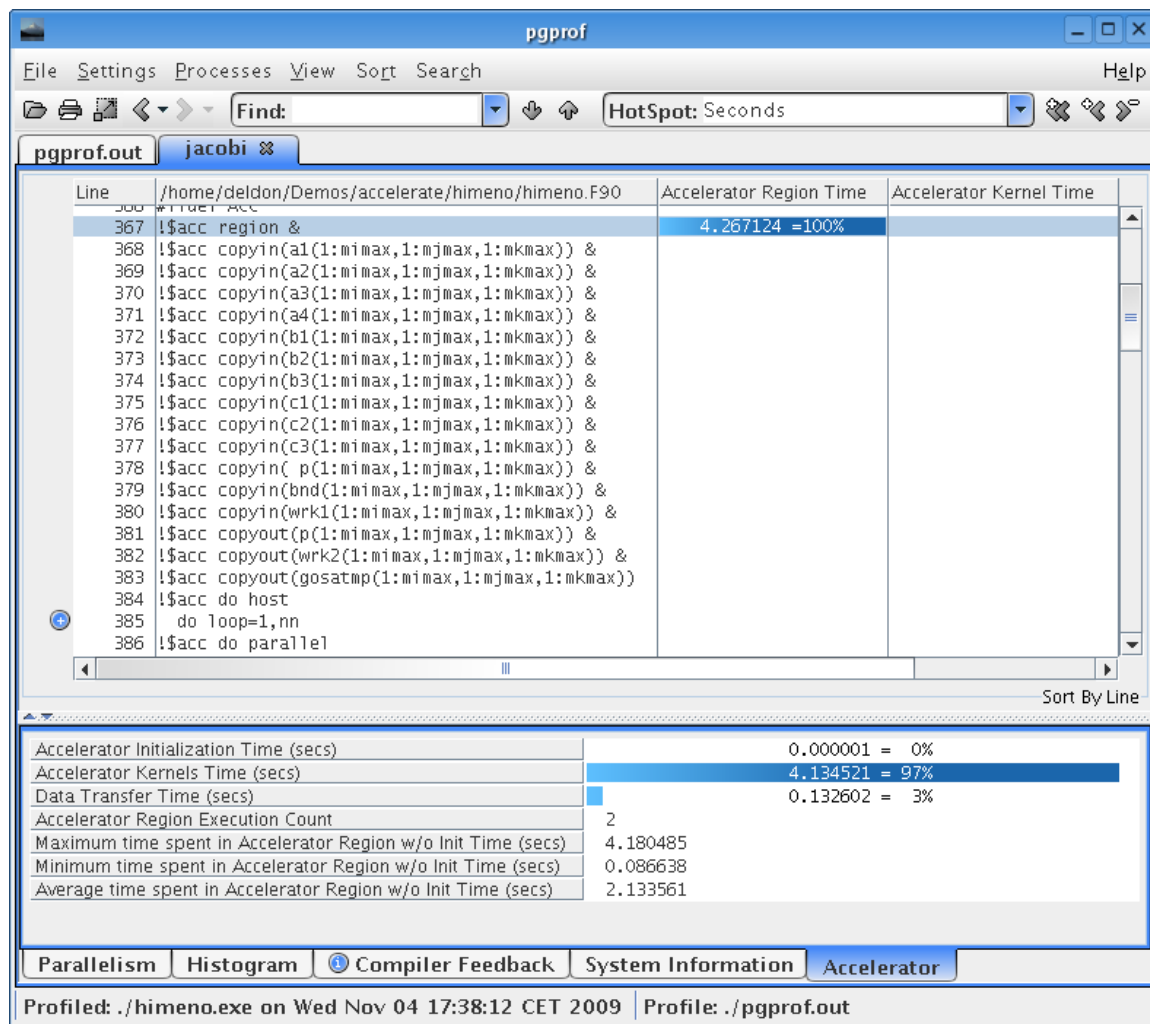 pgprof
File Settings Processes View Sort Search Help
Find: HotSpot: Seconds
pgprof.out jacobi
Line /home/deldon/Demos/accelerate/himeno/himeno.F90 Accelerator Region Time Accelerator Kernel Time
367 !$acc region & 4.267124 =100%
368 !$acc copyin(a1(1:mimax,1:mjmax,1:mkmax)) &
369 !$acc copyin(a2(1:mimax,1:mjmax,1:mkmax)) &
370 !$acc copyin(a3(1:mimax,1:mjmax,1:mkmax)) &
371 !$acc copyin(a4(1:mimax,1:mjmax,1:mkmax)) &
372 !$acc copyin(b1(1:mimax,1:mjmax,1:mkmax)) &
373 !$acc copyin(b2(1:mimax,1:mjmax,1:mkmax)) &
374 !$acc copyin(b3(1:mimax,1:mjmax,1:mkmax)) &
375 !$acc copyin(c1(1:mimax,1:mjmax,1:mkmax)) &
376 !$acc copyin(c2(1:mimax,1:mjmax,1:mkmax)) &
377 !$acc copyin(c3(1:mimax,1:mjmax,1:mkmax)) &
378 !$acc copyin( p(1:mimax,1:mjmax,1:mkmax)) &
379 !$acc copyin(bnd(1:mimax,1:mjmax,1:mkmax)) &
380 !$acc copyin(wrk1(1:mimax,1:mjmax,1:mkmax)) &
381 !$acc copyout(p(1:mimax,1:mjmax,1:mkmax)) &
382 !$acc copyout(wrk2(1:mimax,1:mjmax,1:mkmax)) &
383 !$acc copyout(gosatmp(1:mimax,1:mjmax,1:mkmax))
384 !$acc do host
385 do loop=1,nn
386 !$acc do parallel
Sort By Line
Accelerator Initialization Time (secs) 0.000001 = 0%
Accelerator Kernels Time (secs) 4.134521 = 97%
Data Transfer Time (secs) 0.132602 = 3%
Accelerator Region Execution Count 2
Maximum time spent in Accelerator Region w/o Init Time (secs) 4.180485
Minimum time spent in Accelerator Region w/o Init Time (secs) 0.086638
Average time spent in Accelerator Region w/o Init Time (secs) 2.133561
Parallelism Histogram Compiler Feedback System Information Accelerator
Profiled: ./himeno.exe on Wed Nov 04 17:38:12 CET 2009 Profile: ./pgprof.out